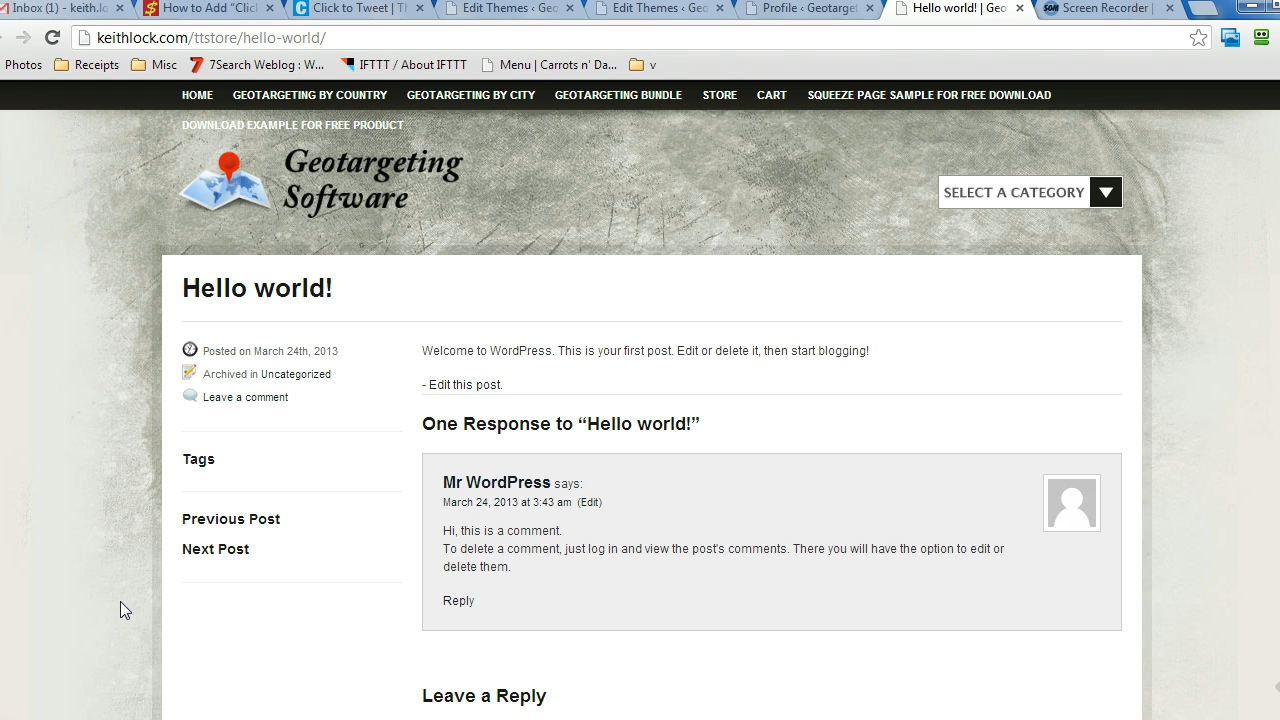 Inbox (1) - keith.lo
How to Add “Clic
Click to Tweet | T
Edit Themes ‹ Geo
Edit Themes ‹ Geo
Profile ‹ Geotarget
Hello world! | Geo
Screen Recorder |
keithlock.com/ttstore/hello-world/
Photos Receipts Misc 7Search Weblog : W... IFTTT / About IFTTT Menu | Carrots n' Da... v
HOME GEOTARGETING BY COUNTRY GEOTARGETING BY CITY GEOTARGETING BUNDLE STORE CART SQUEEZE PAGE SAMPLE FOR FREE DOWNLOAD
DOWNLOAD EXAMPLE FOR FREE PRODUCT
Geotargeting
Software
SELECT A CATEGORY
Hello world!
Posted on March 24th, 2013
Archived in Uncategorized
Leave a comment
Tags
Previous Post
Next Post
Welcome to WordPress. This is your first post. Edit or delete it, then start blogging!
- Edit this post.
One Response to “Hello world!”
Mr WordPress says:
March 24, 2013 at 3:43 am (Edit)
Hi, this is a comment.
To delete a comment, just log in and view the post's comments. There you will have the option to edit or
delete them.
Reply
Leave a Reply